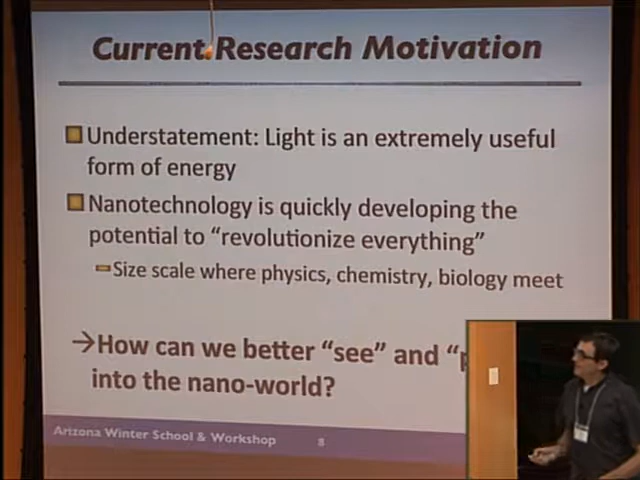 Current Research Motivation
Understatement: Light is an extremely useful
form of energy
Nanotechnology is quickly developing the
potential to “revolutionize everything”
Size scale where physics, chemistry, biology meet
→How can we better “see” and “p
into the nano-world?
Arizona Winter School & Workshop 8